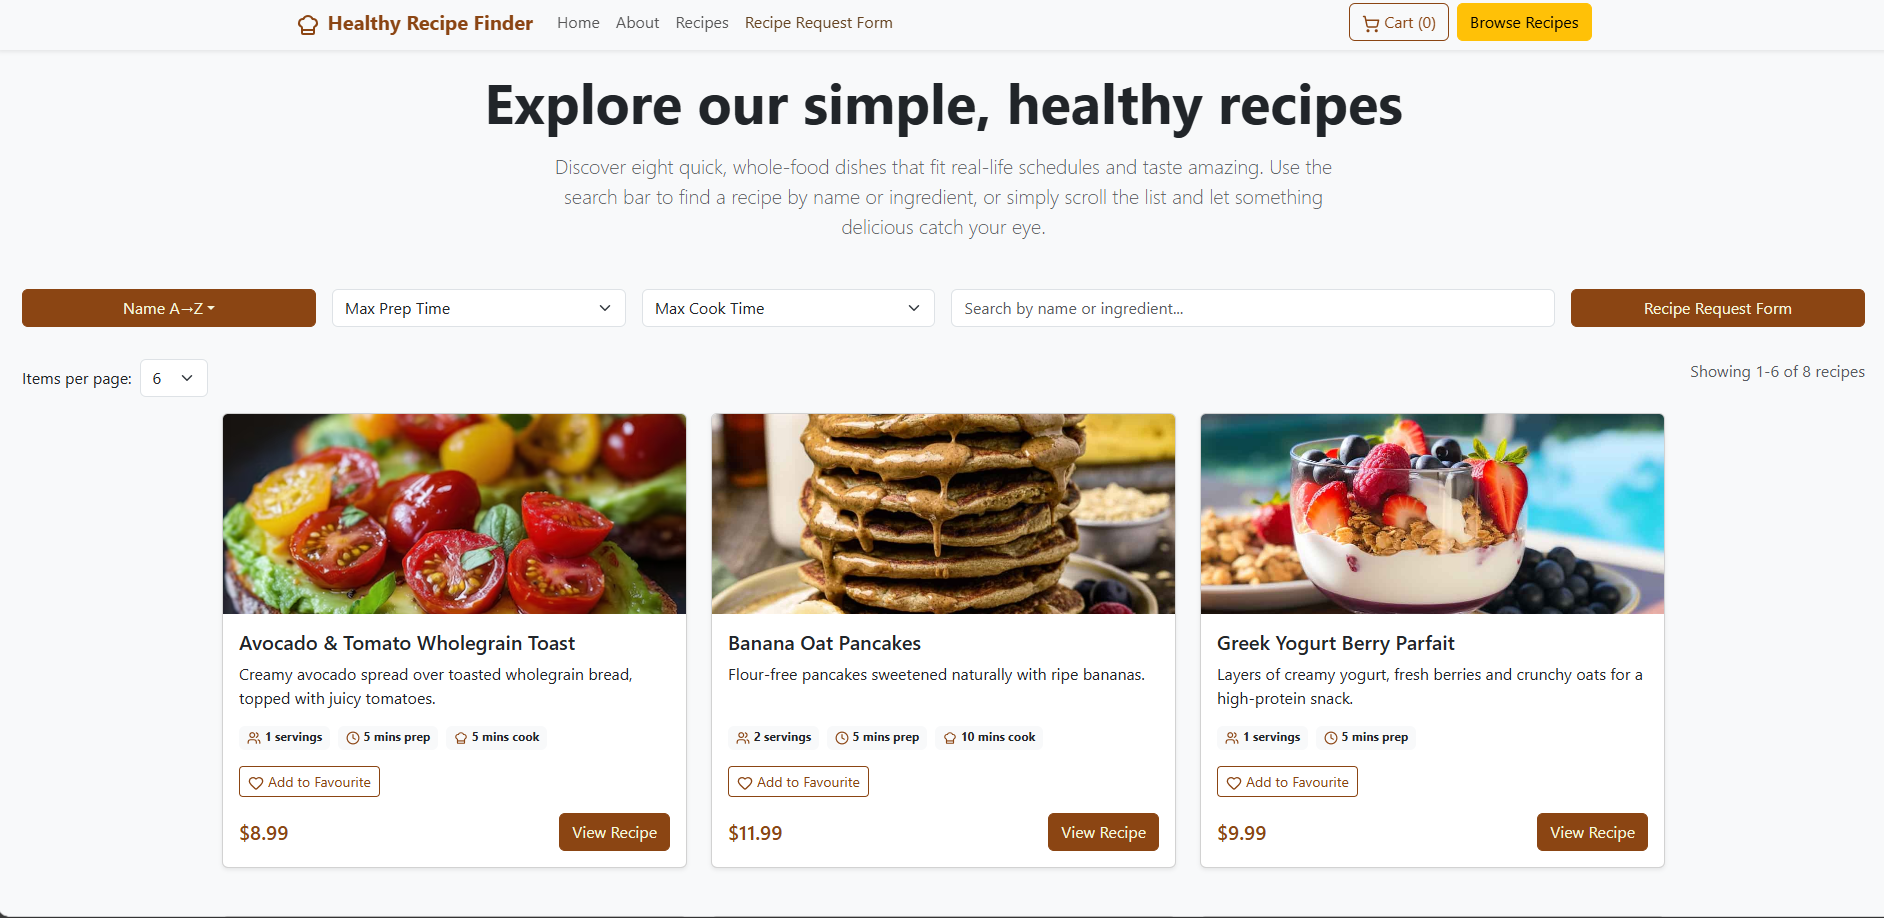 Healthy Recipe Finder Home About Recipes Recipe Request Form Cart (0) Browse Recipes
Explore our simple, healthy recipes
Discover eight quick, whole-food dishes that fit real-life schedules and taste amazing. Use the
search bar to find a recipe by name or ingredient, or simply scroll the list and let something
delicious catch your eye.
Name A→Z Max Prep Time Max Cook Time Search by name or ingredient... Recipe Request Form
Items per page: 6 Showing 1-6 of 8 recipes
Avocado & Tomato Wholegrain Toast
Creamy avocado spread over toasted wholegrain bread,
topped with juicy tomatoes.
1 servings 5 mins prep 5 mins cook
Add to Favourite
$8.99 View Recipe
Banana Oat Pancakes
Flour-free pancakes sweetened naturally with ripe bananas.
2 servings 5 mins prep 10 mins cook
Add to Favourite
$11.99 View Recipe
Greek Yogurt Berry Parfait
Layers of creamy yogurt, fresh berries and crunchy oats for a
high-protein snack.
1 servings 5 mins prep
Add to Favourite
$9.99 View Recipe